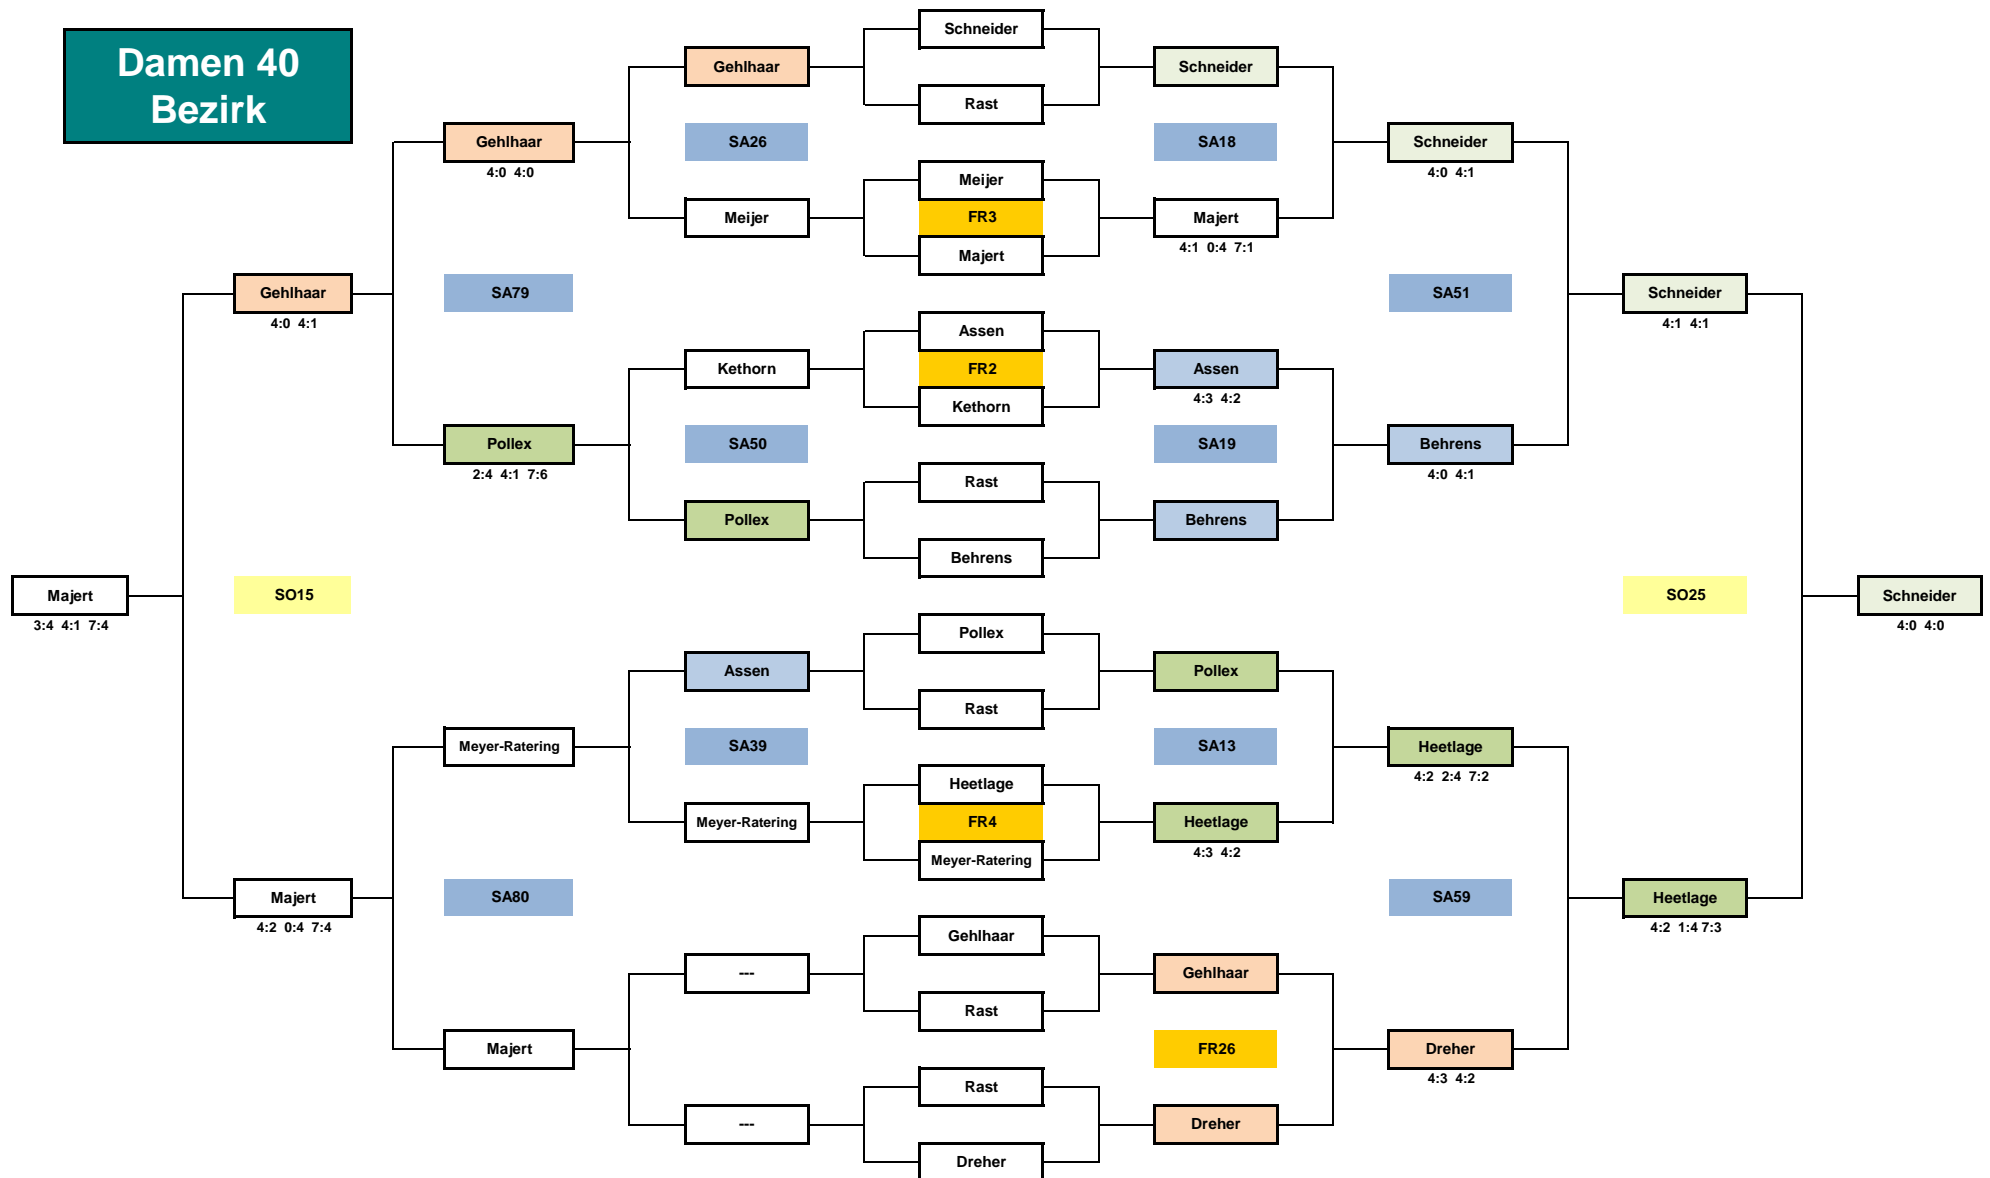 Damen 40
Bezirk
Schneider
Gehlhaar
Schneider
Rast
Gehlhaar
SA26
SA18
Schneider
4:0 4:0
4:0 4:1
Meijer
Meijer
FR3
Majert
Majert
4:1 0:4 7:1
Gehlhaar
SA79
SA51
Schneider
4:0 4:1
4:1 4:1
Assen
Kethorn
FR2
Assen
Kethorn
4:3 4:2
Pollex
SA50
SA19
Behrens
2:4 4:1 7:6
4:0 4:1
Rast
Pollex
Behrens
Behrens
Majert
SO15
SO25
Schneider
3:4 4:1 7:4
4:0 4:0
Pollex
Assen
Pollex
Rast
Meyer-Ratering
SA39
SA13
Heetlage
4:2 2:4 7:2
Heetlage
Meyer-Ratering
FR4
Heetlage
Meyer-Ratering
4:3 4:2
Majert
SA80
SA59
Heetlage
4:2 0:4 7:4
4:2 1:4 7:3
Gehlhaar
---
Gehlhaar
Rast
Majert
FR26
Dreher
4:3 4:2
Rast
---
Dreher
Dreher